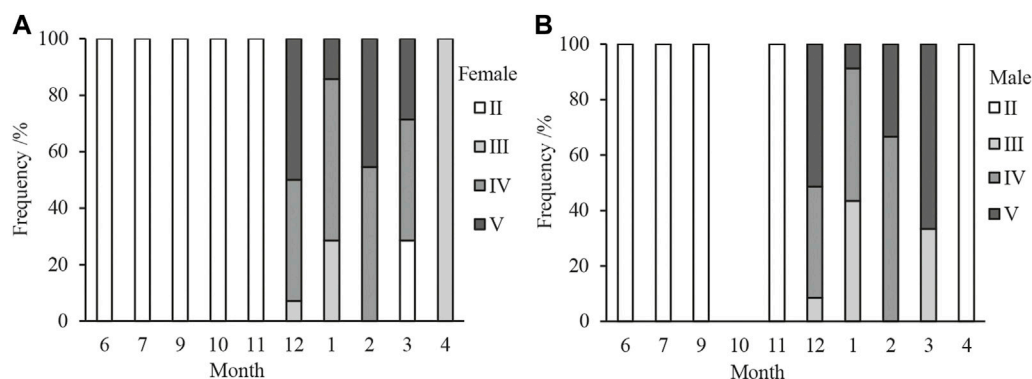 A
Frequency /%
100
80
60
40
20
0
6 7 9 10 11 12 1 2 3 4
Month
Female
II
III
IV
V
B
Frequency /%
100
80
60
40
20
0
6 7 9 10 11 12 1 2 3 4
Month
Male
II
III
IV
V